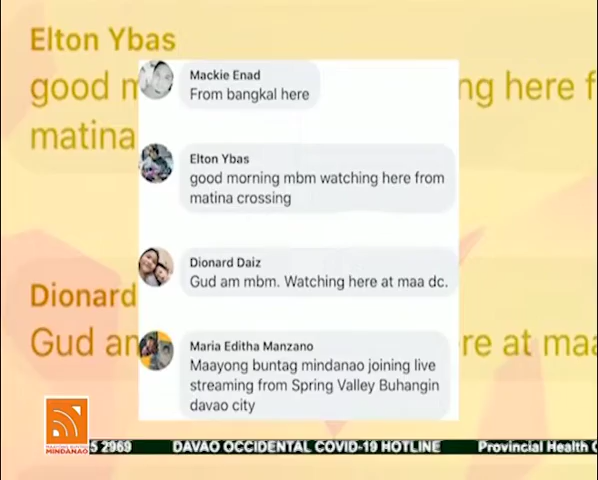 Elton Ybas
good m
ng here f
matina
Dionard
Gud an
re at maa
Mackie Enad
From bangkal here
Elton Ybas
good morning mbm watching here from
matina crossing
Dionard Daiz
Gud am mbm. Watching here at maa dc.
Maria Editha Manzano
Maayong buntag mindanao joining live
streaming from Spring Valley Buhangin
davao city
MAAYONG BUNTAG
MINDANAO
5 2969
DAVAO OCCIDENTAL COVID-19 HOTLINE
Provincial Health